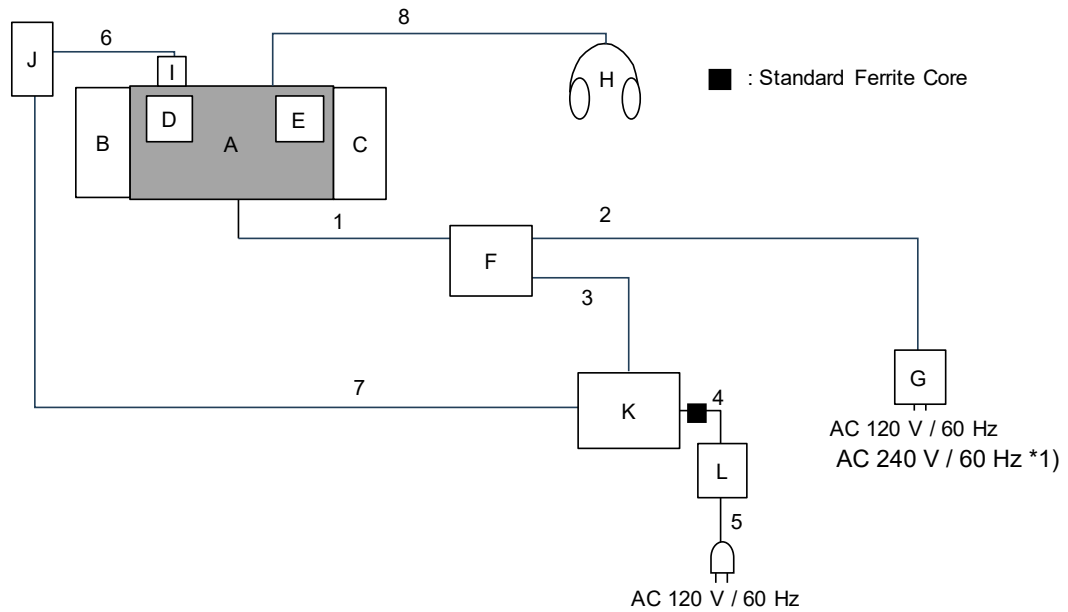 8
J
6
I
H
: Standard Ferrite Core
D
E
B
A
C
1
2
F
3
7
K
4
G
AC 120 V / 60 Hz
AC 240 V / 60 Hz *1)
L
5
AC 120 V / 60 Hz